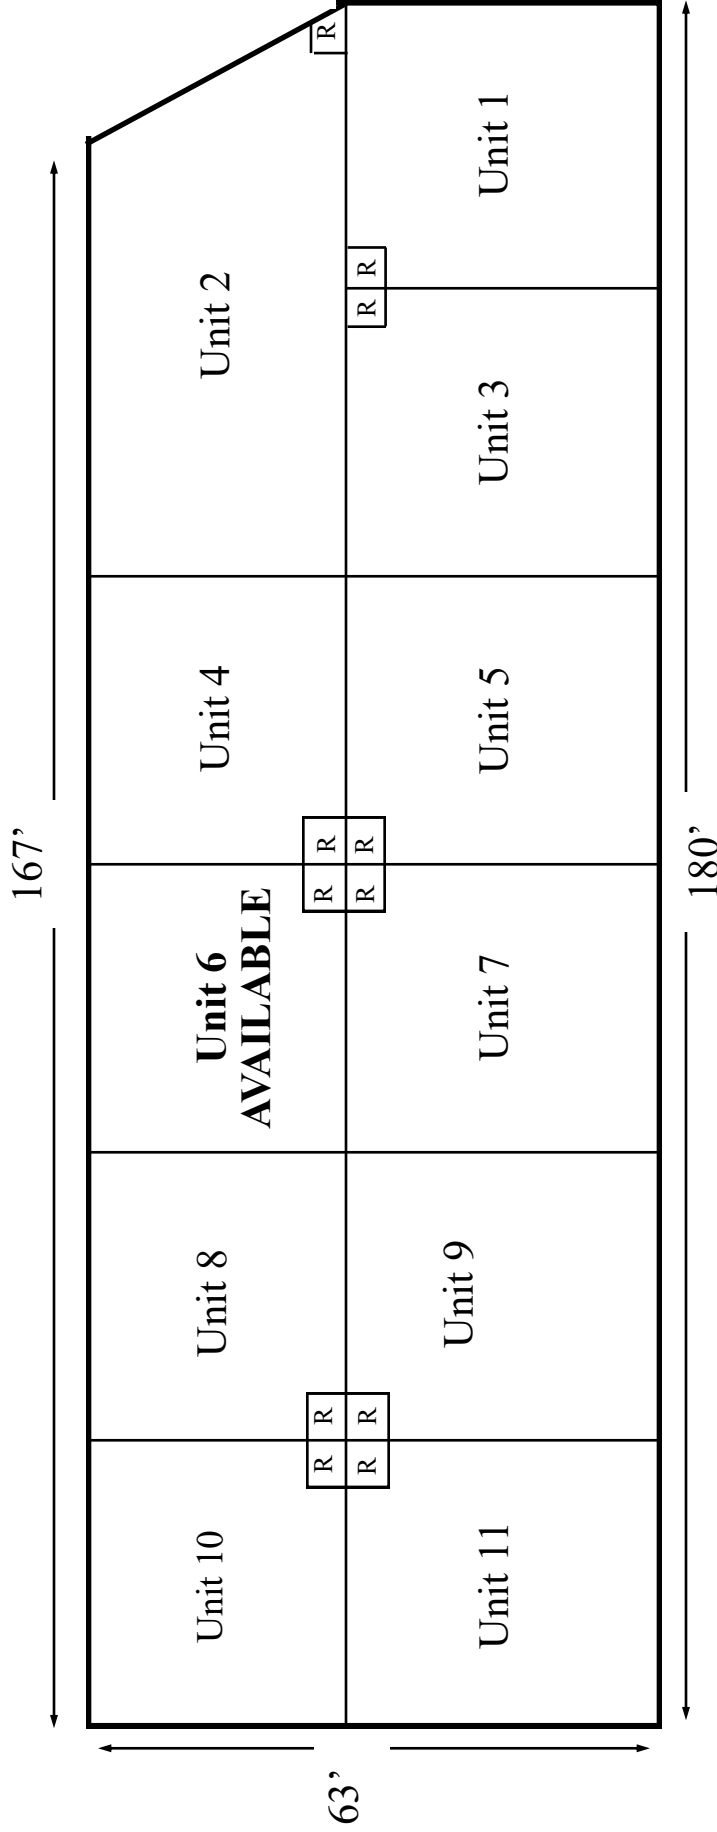 167’
Unit 10
Unit 8
Unit 6
AVAILABLE
Unit 4
Unit 2
R
R
R
R
R
63’
R
R
R
R
R
R
Unit 11
Unit 9
Unit 7
Unit 5
Unit 3
Unit 1
180’